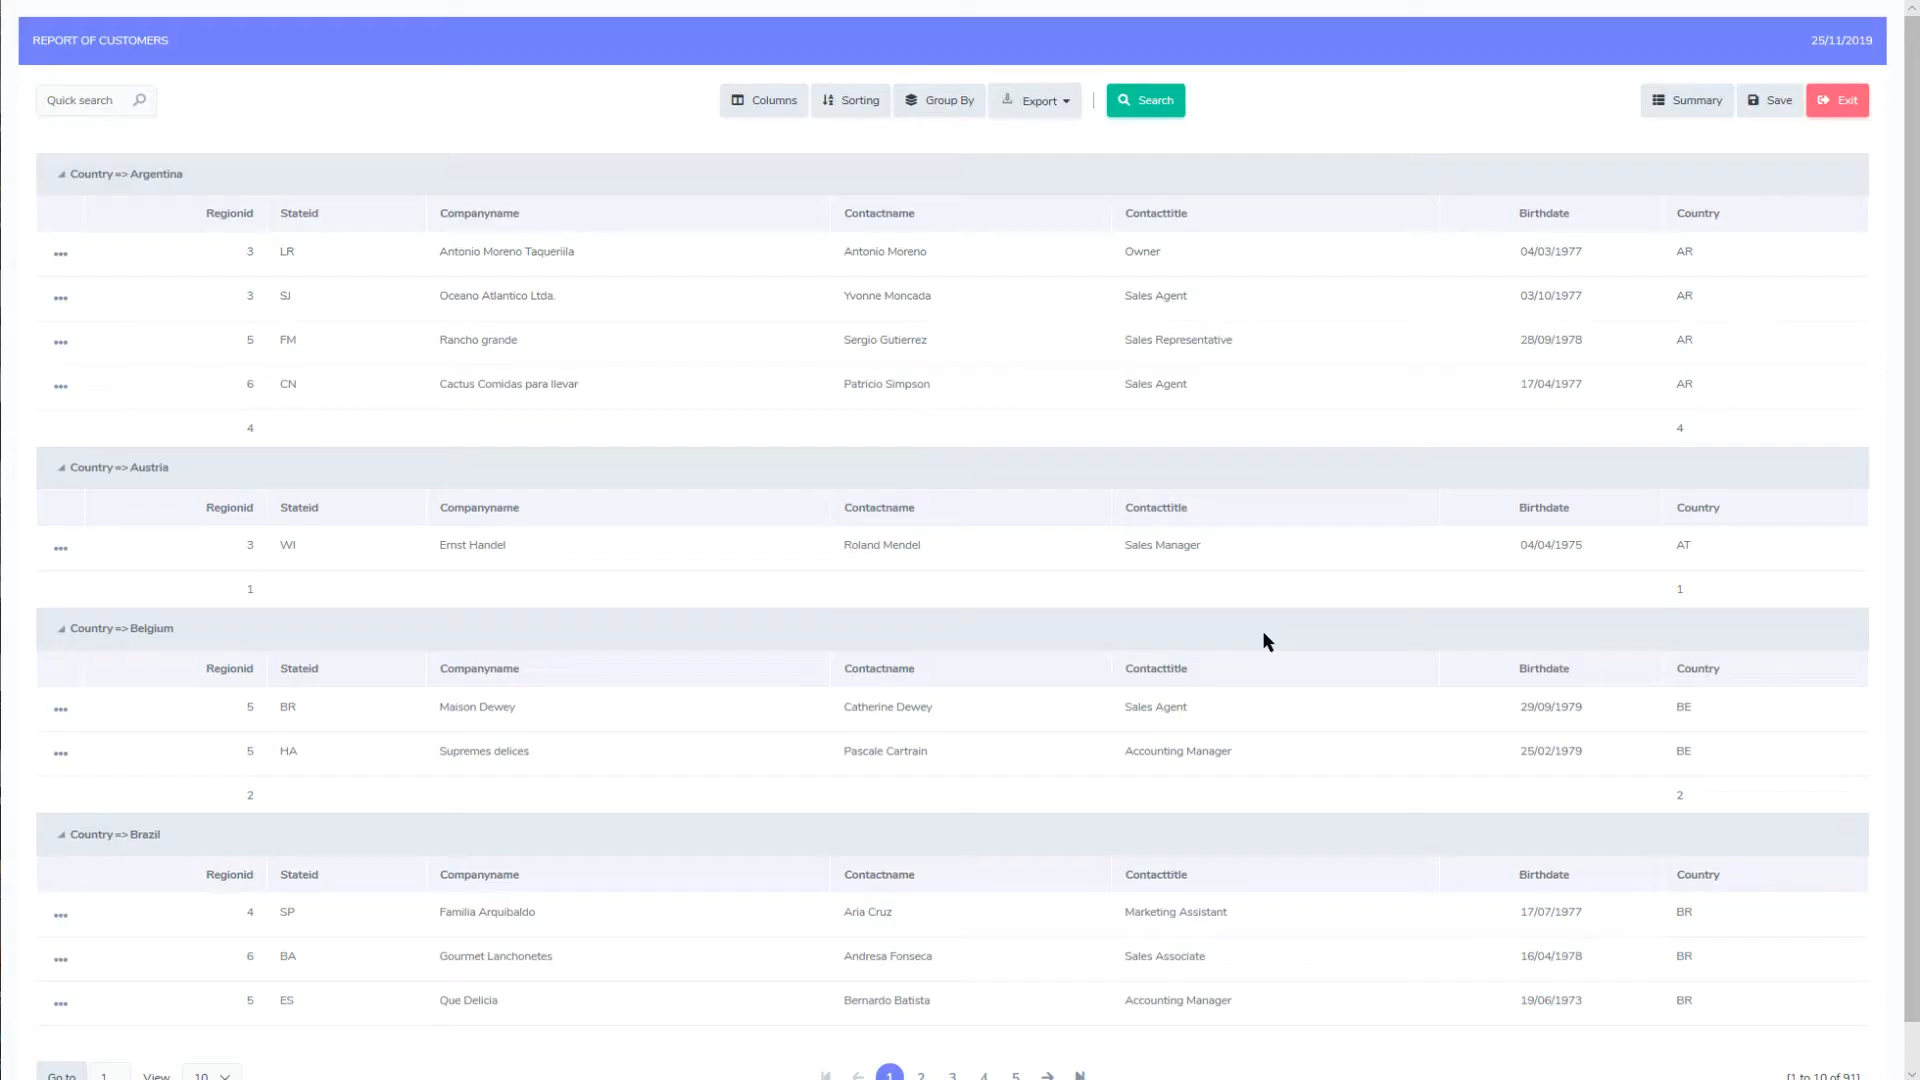 REPORT OF CUSTOMERS 25/11/2019
Quick search Columns Sorting Group By Export Search Summary Save Exit
Country => Argentina
Regionid Stateid Companyname Contactname Contacttitle Birthdate Country
3 LR Antonio Moreno Taqueriila Antonio Moreno Owner 04/03/1977 AR
3 SJ Oceano Atlantico Ltda. Yvonne Moncada Sales Agent 03/10/1977 AR
5 FM Rancho grande Sergio Gutierrez Sales Representative 28/09/1978 AR
6 CN Cactus Comidas para llevar Patricio Simpson Sales Agent 17/04/1977 AR
4 4
Country => Austria
Regionid Stateid Companyname Contactname Contacttitle Birthdate Country
3 WI Ernst Handel Roland Mendel Sales Manager 04/04/1975 AT
1 1
Country => Belgium
Regionid Stateid Companyname Contactname Contacttitle Birthdate Country
5 BR Maison Dewey Catherine Dewey Sales Agent 29/09/1979 BE
5 HA Supremes delices Pascale Cartrain Accounting Manager 25/02/1979 BE
2 2
Country => Brazil
Regionid Stateid Companyname Contactname Contacttitle Birthdate Country
4 SP Familia Arquibaldo Aria Cruz Marketing Assistant 17/07/1977 BR
6 BA Gourmet Lanchonetes Andresa Fonseca Sales Associate 16/04/1978 BR
5 ES Que Delicia Bernardo Batista Accounting Manager 19/06/1973 BR
Go to 1 View 10 1 2 3 4 5 [1 to 10 of 91]